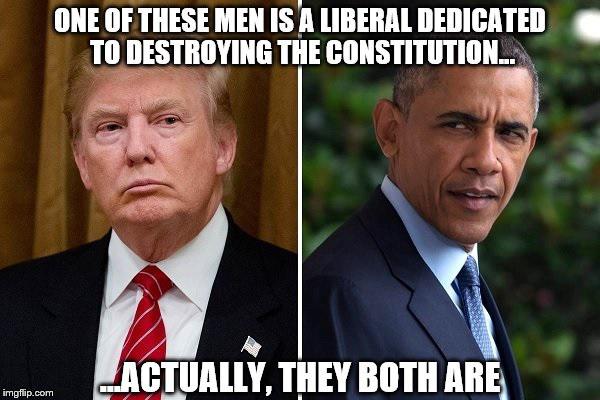 ONE OF THESE MEN IS A LIBERAL DEDICATED
TO DESTROYING THE CONSTITUTION...
...ACTUALLY, THEY BOTH ARE
imgflip.com